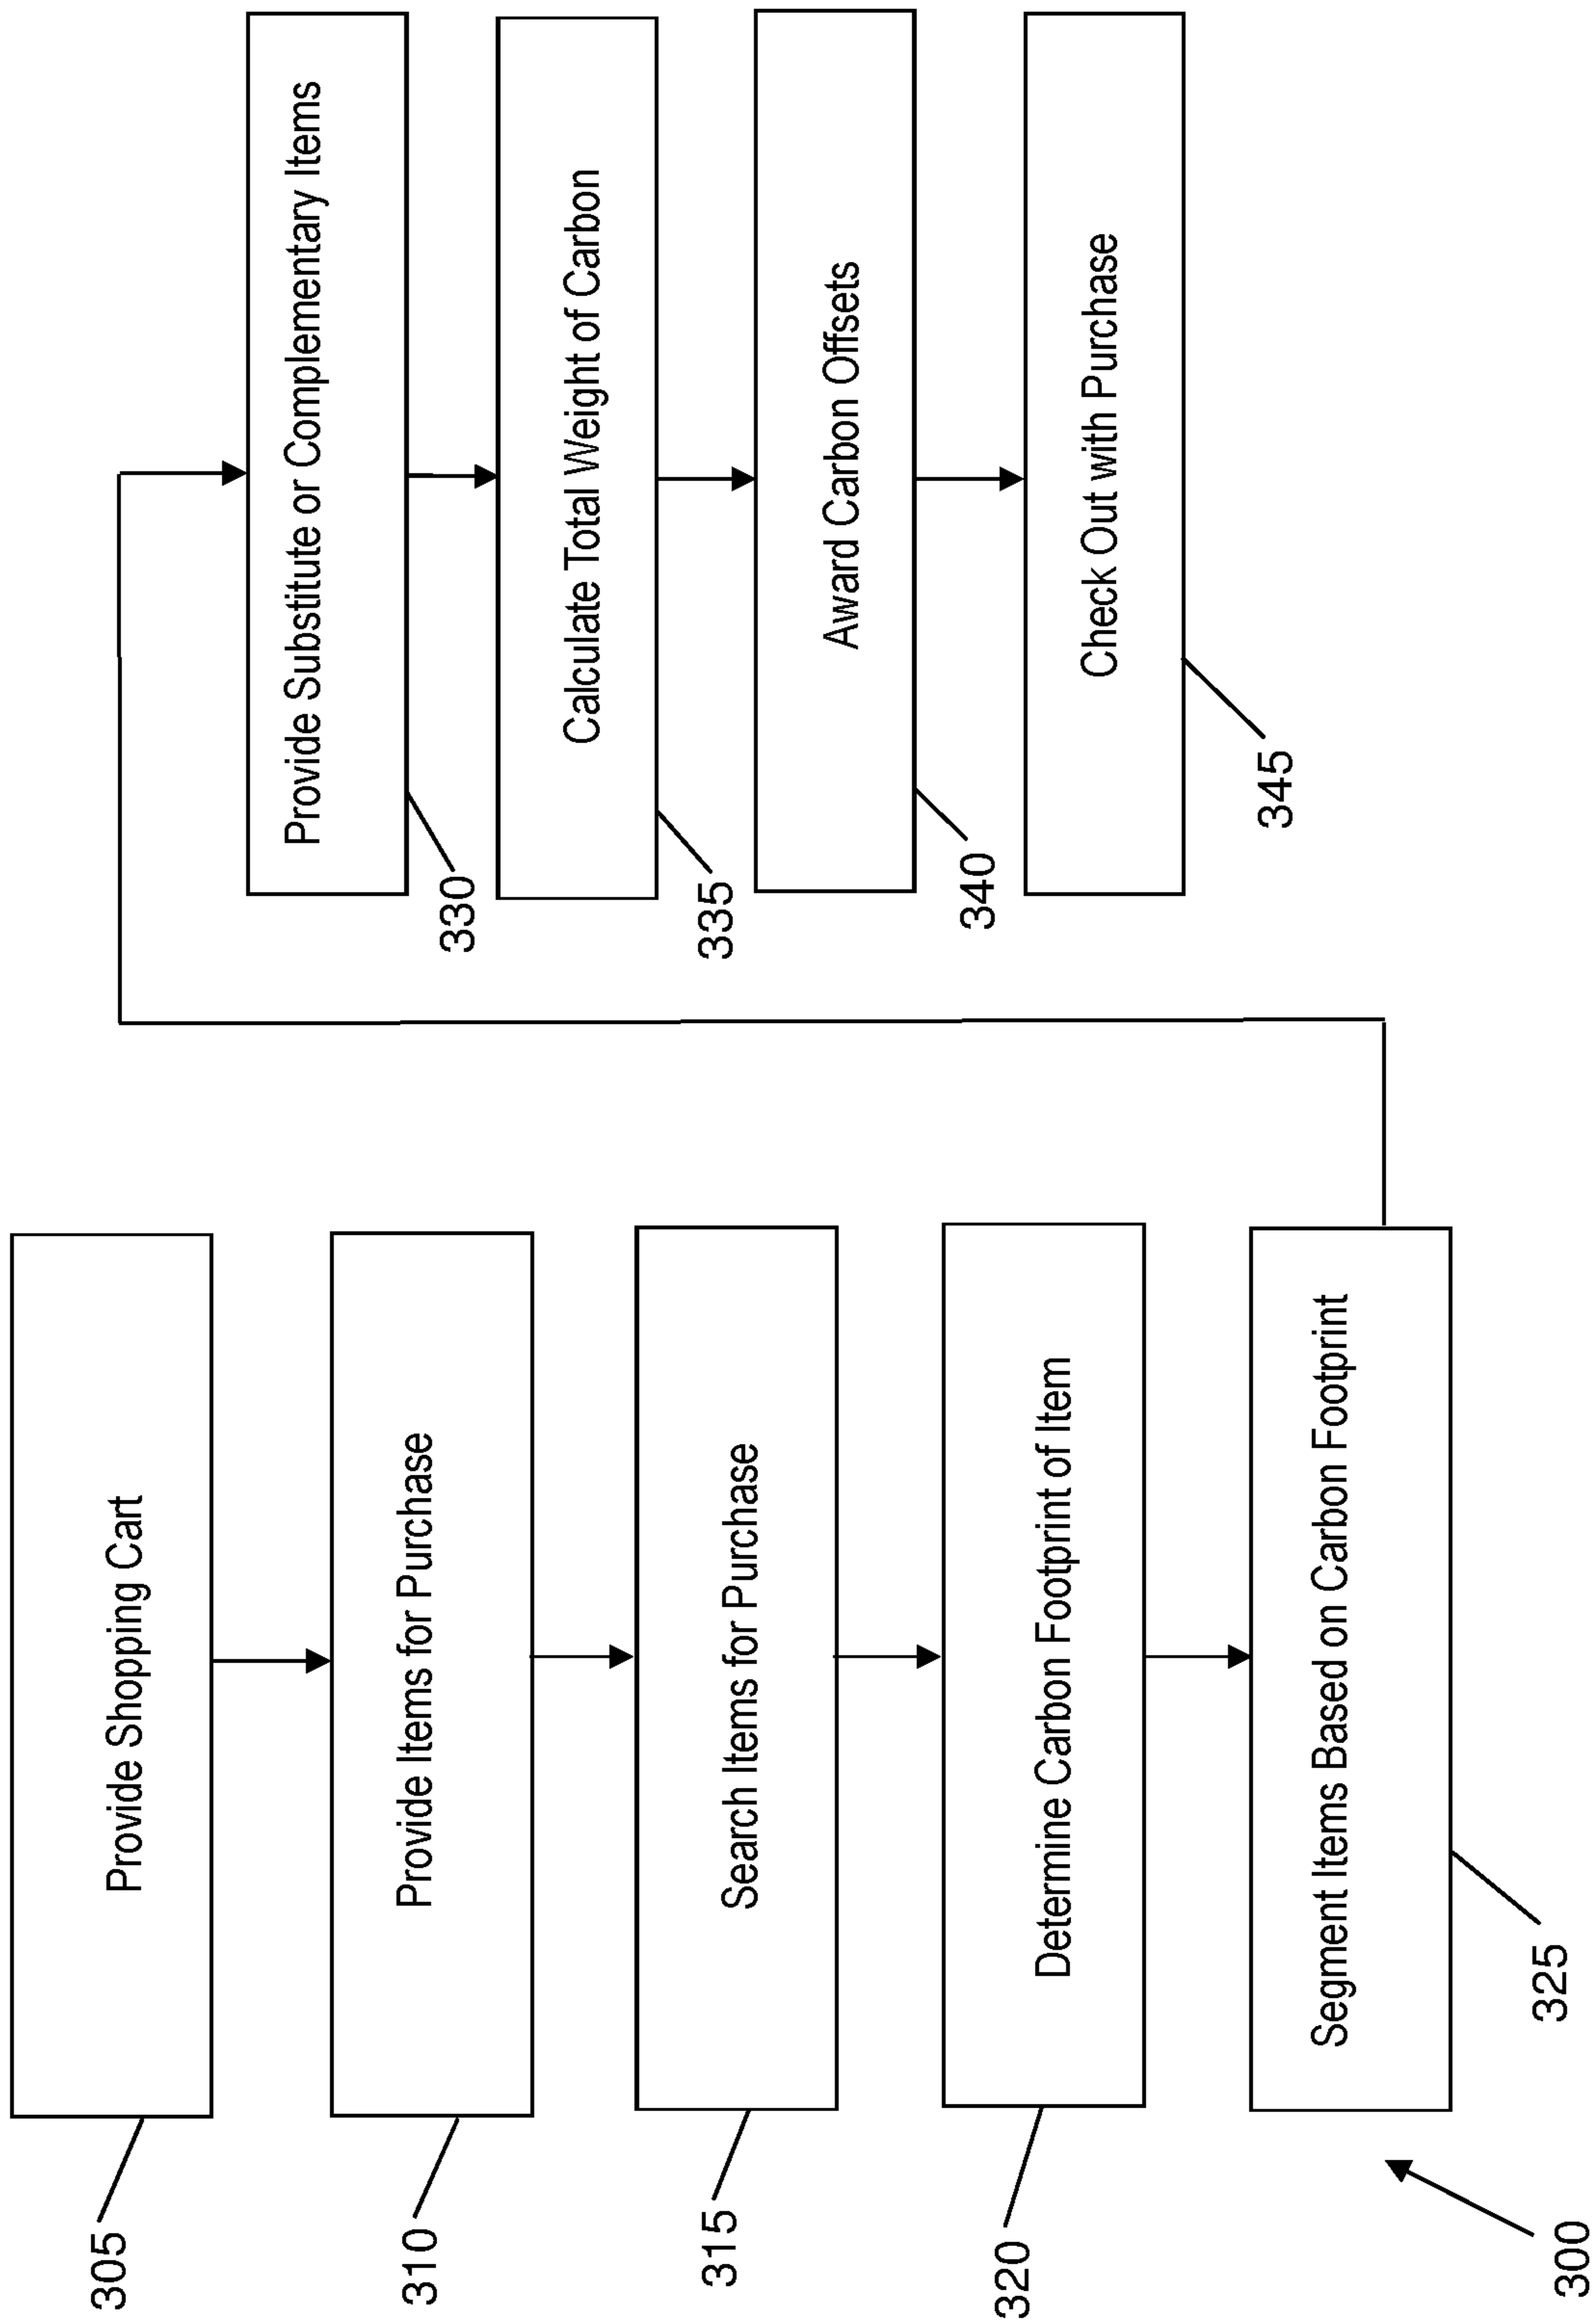 305
Provide Shopping Cart
310
Provide Items for Purchase
315
Search Items for Purchase
320
Determine Carbon Footprint of Item
Segment Items Based on Carbon Footprint
325
300
Provide Substitute or Complementary Items
330
Calculate Total Weight of Carbon
335
Award Carbon Offsets
340
Check Out with Purchase
345